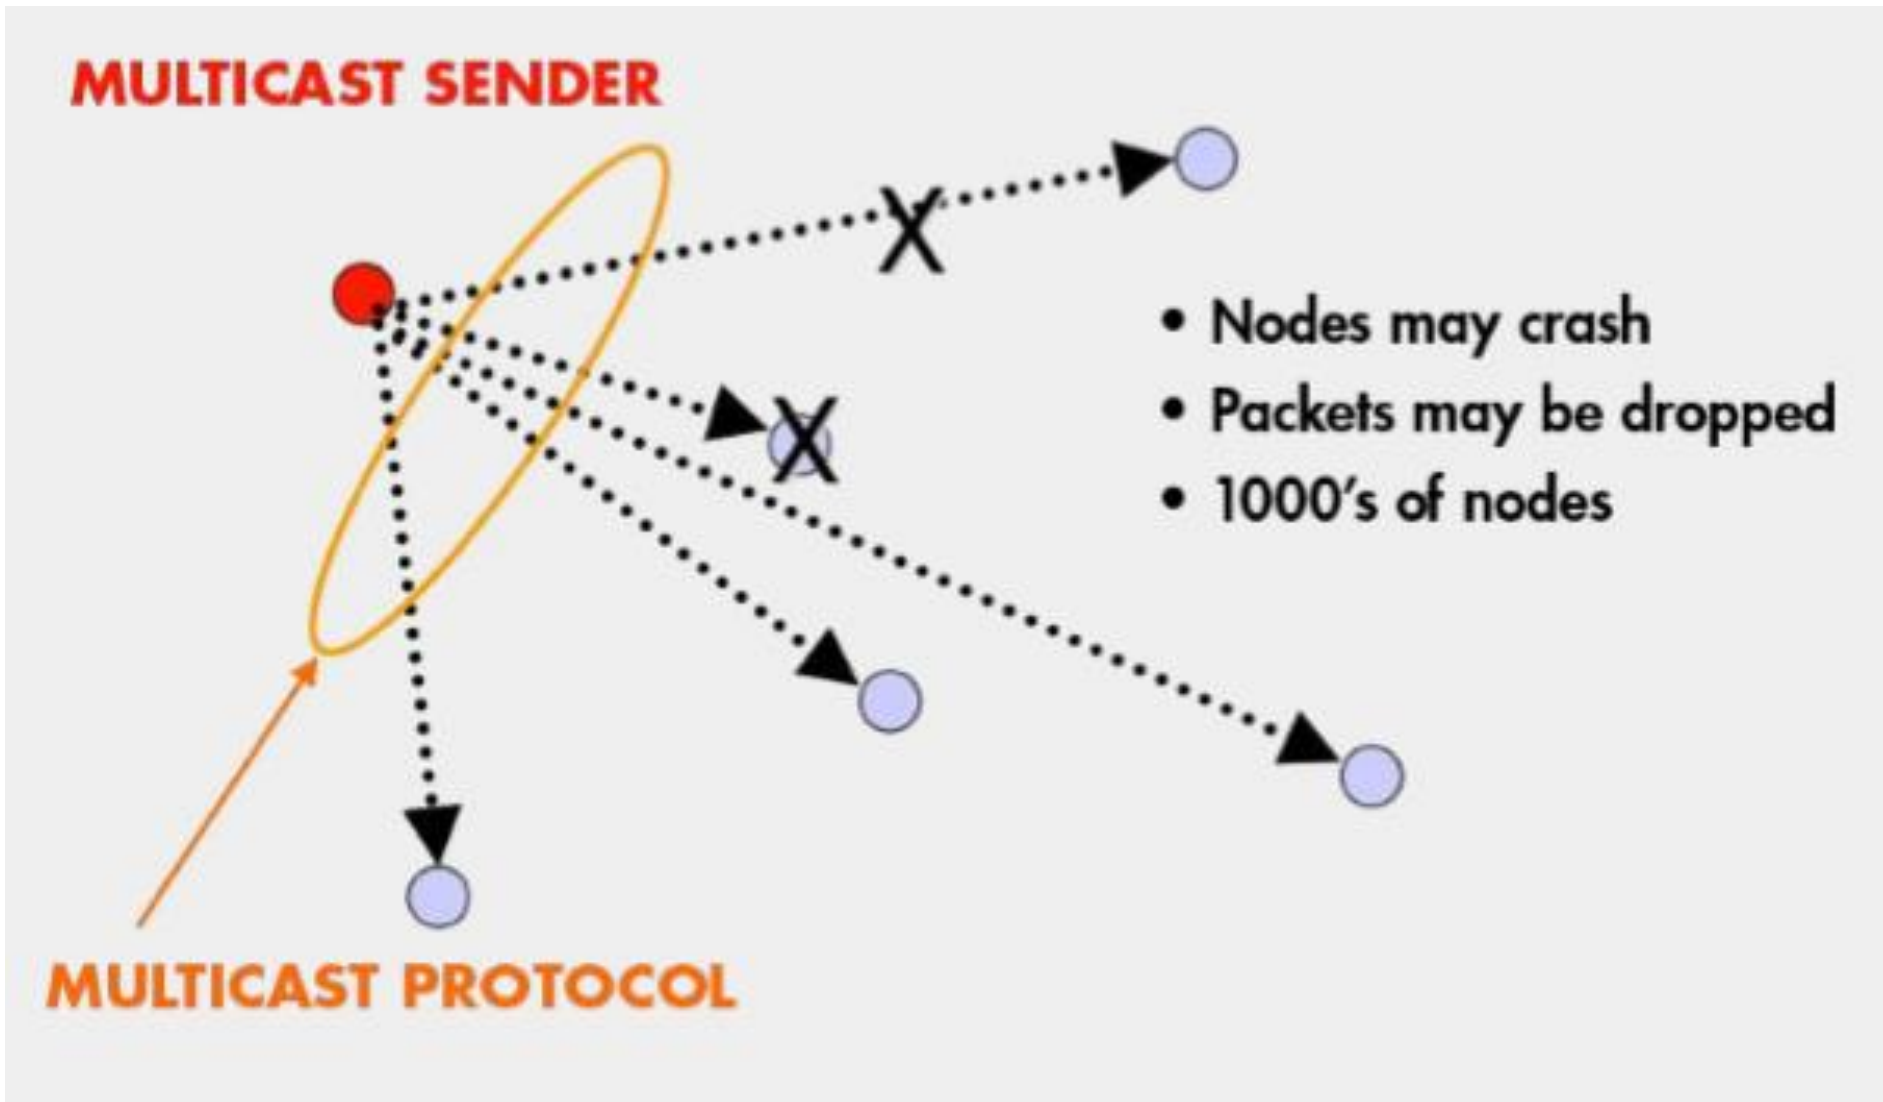 MULTICAST SENDER
X
X
• Nodes may crash
• Packets may be dropped
• 1000's of nodes
MULTICAST PROTOCOL